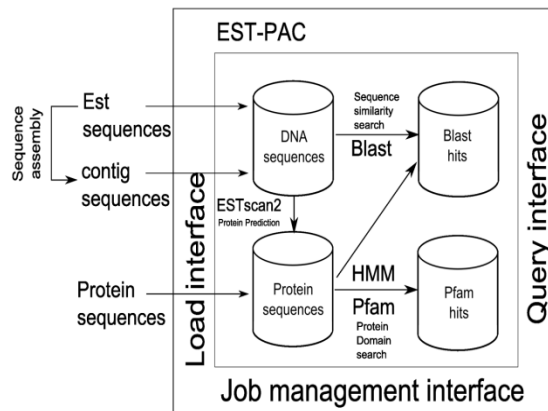 EST-PAC
Est
sequences
Sequence
assembly
contig
sequences
Protein
sequences
Load interface
DNA
sequences
Sequence
similarity
search
Blast
Blast
hits
ESTscan2
Protein Prediction
Protein
sequences
HMM
Pfam
Protein
Domain
search
Pfam
hits
Query interface
Job management interface